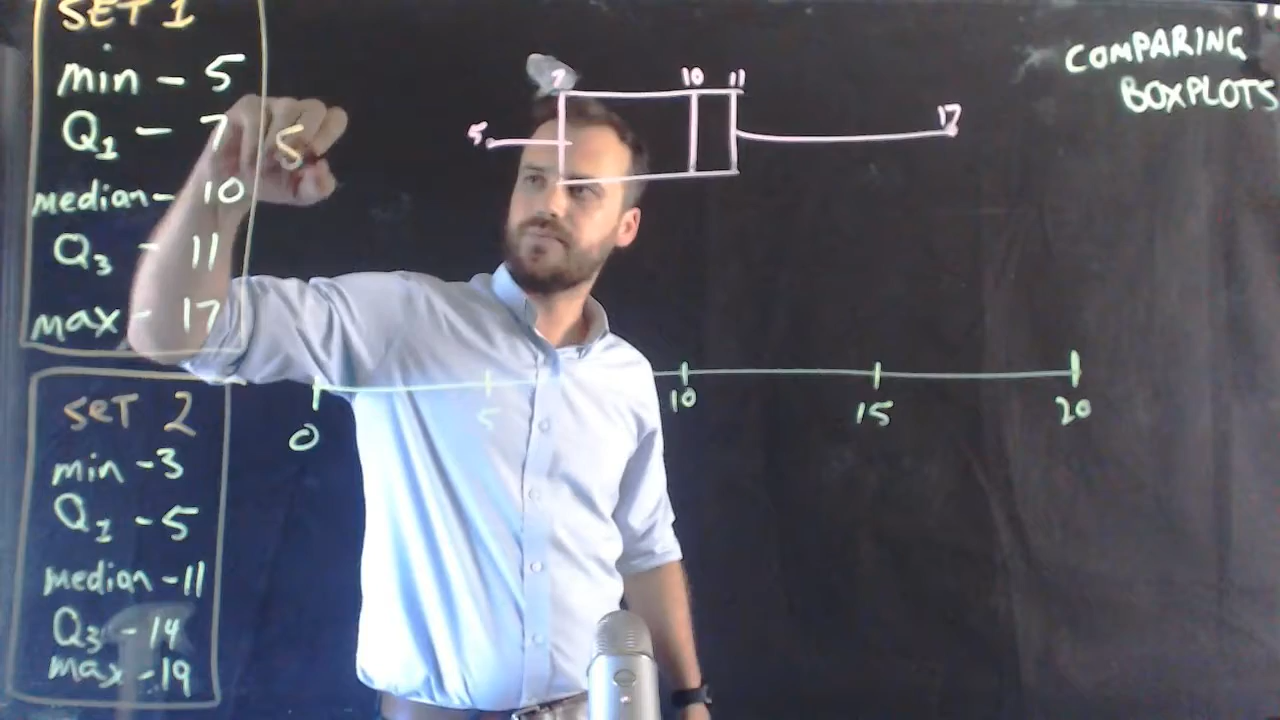 SET 1
min - 5
Q1 - 7
5
median - 10
Q3 - 11
max - 17
SET 2
min - 3
Q1 - 5
median - 11
Q3 - 14
max - 19
7 10 11
5 17
0 5 10 15 20
COMPARING
BOXPLOTS